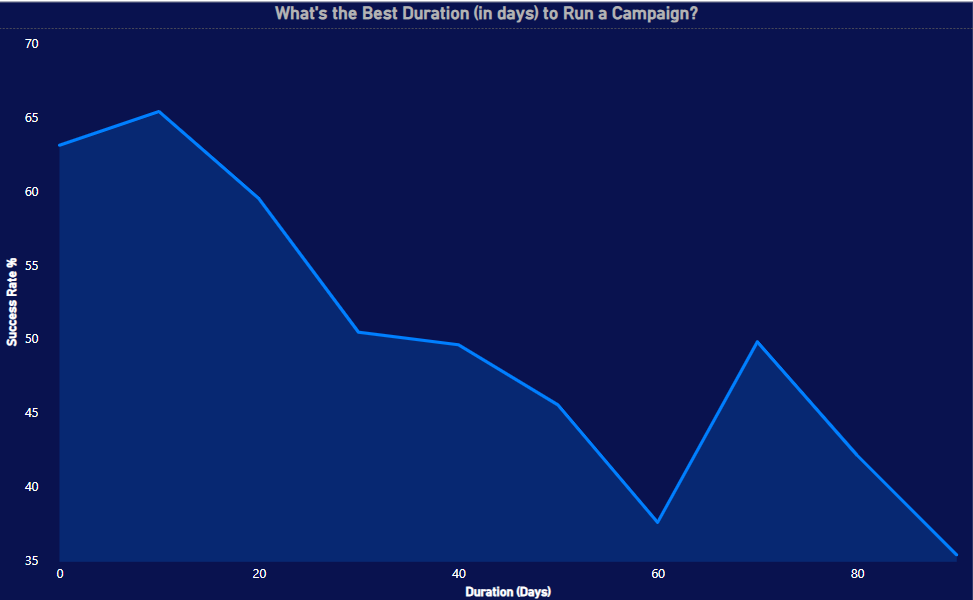 What's the Best Duration (in days) to Run a Campaign?
70
65
60
55
50
45
40
35
Success Rate %
0 20 40 60 80
Duration (Days)